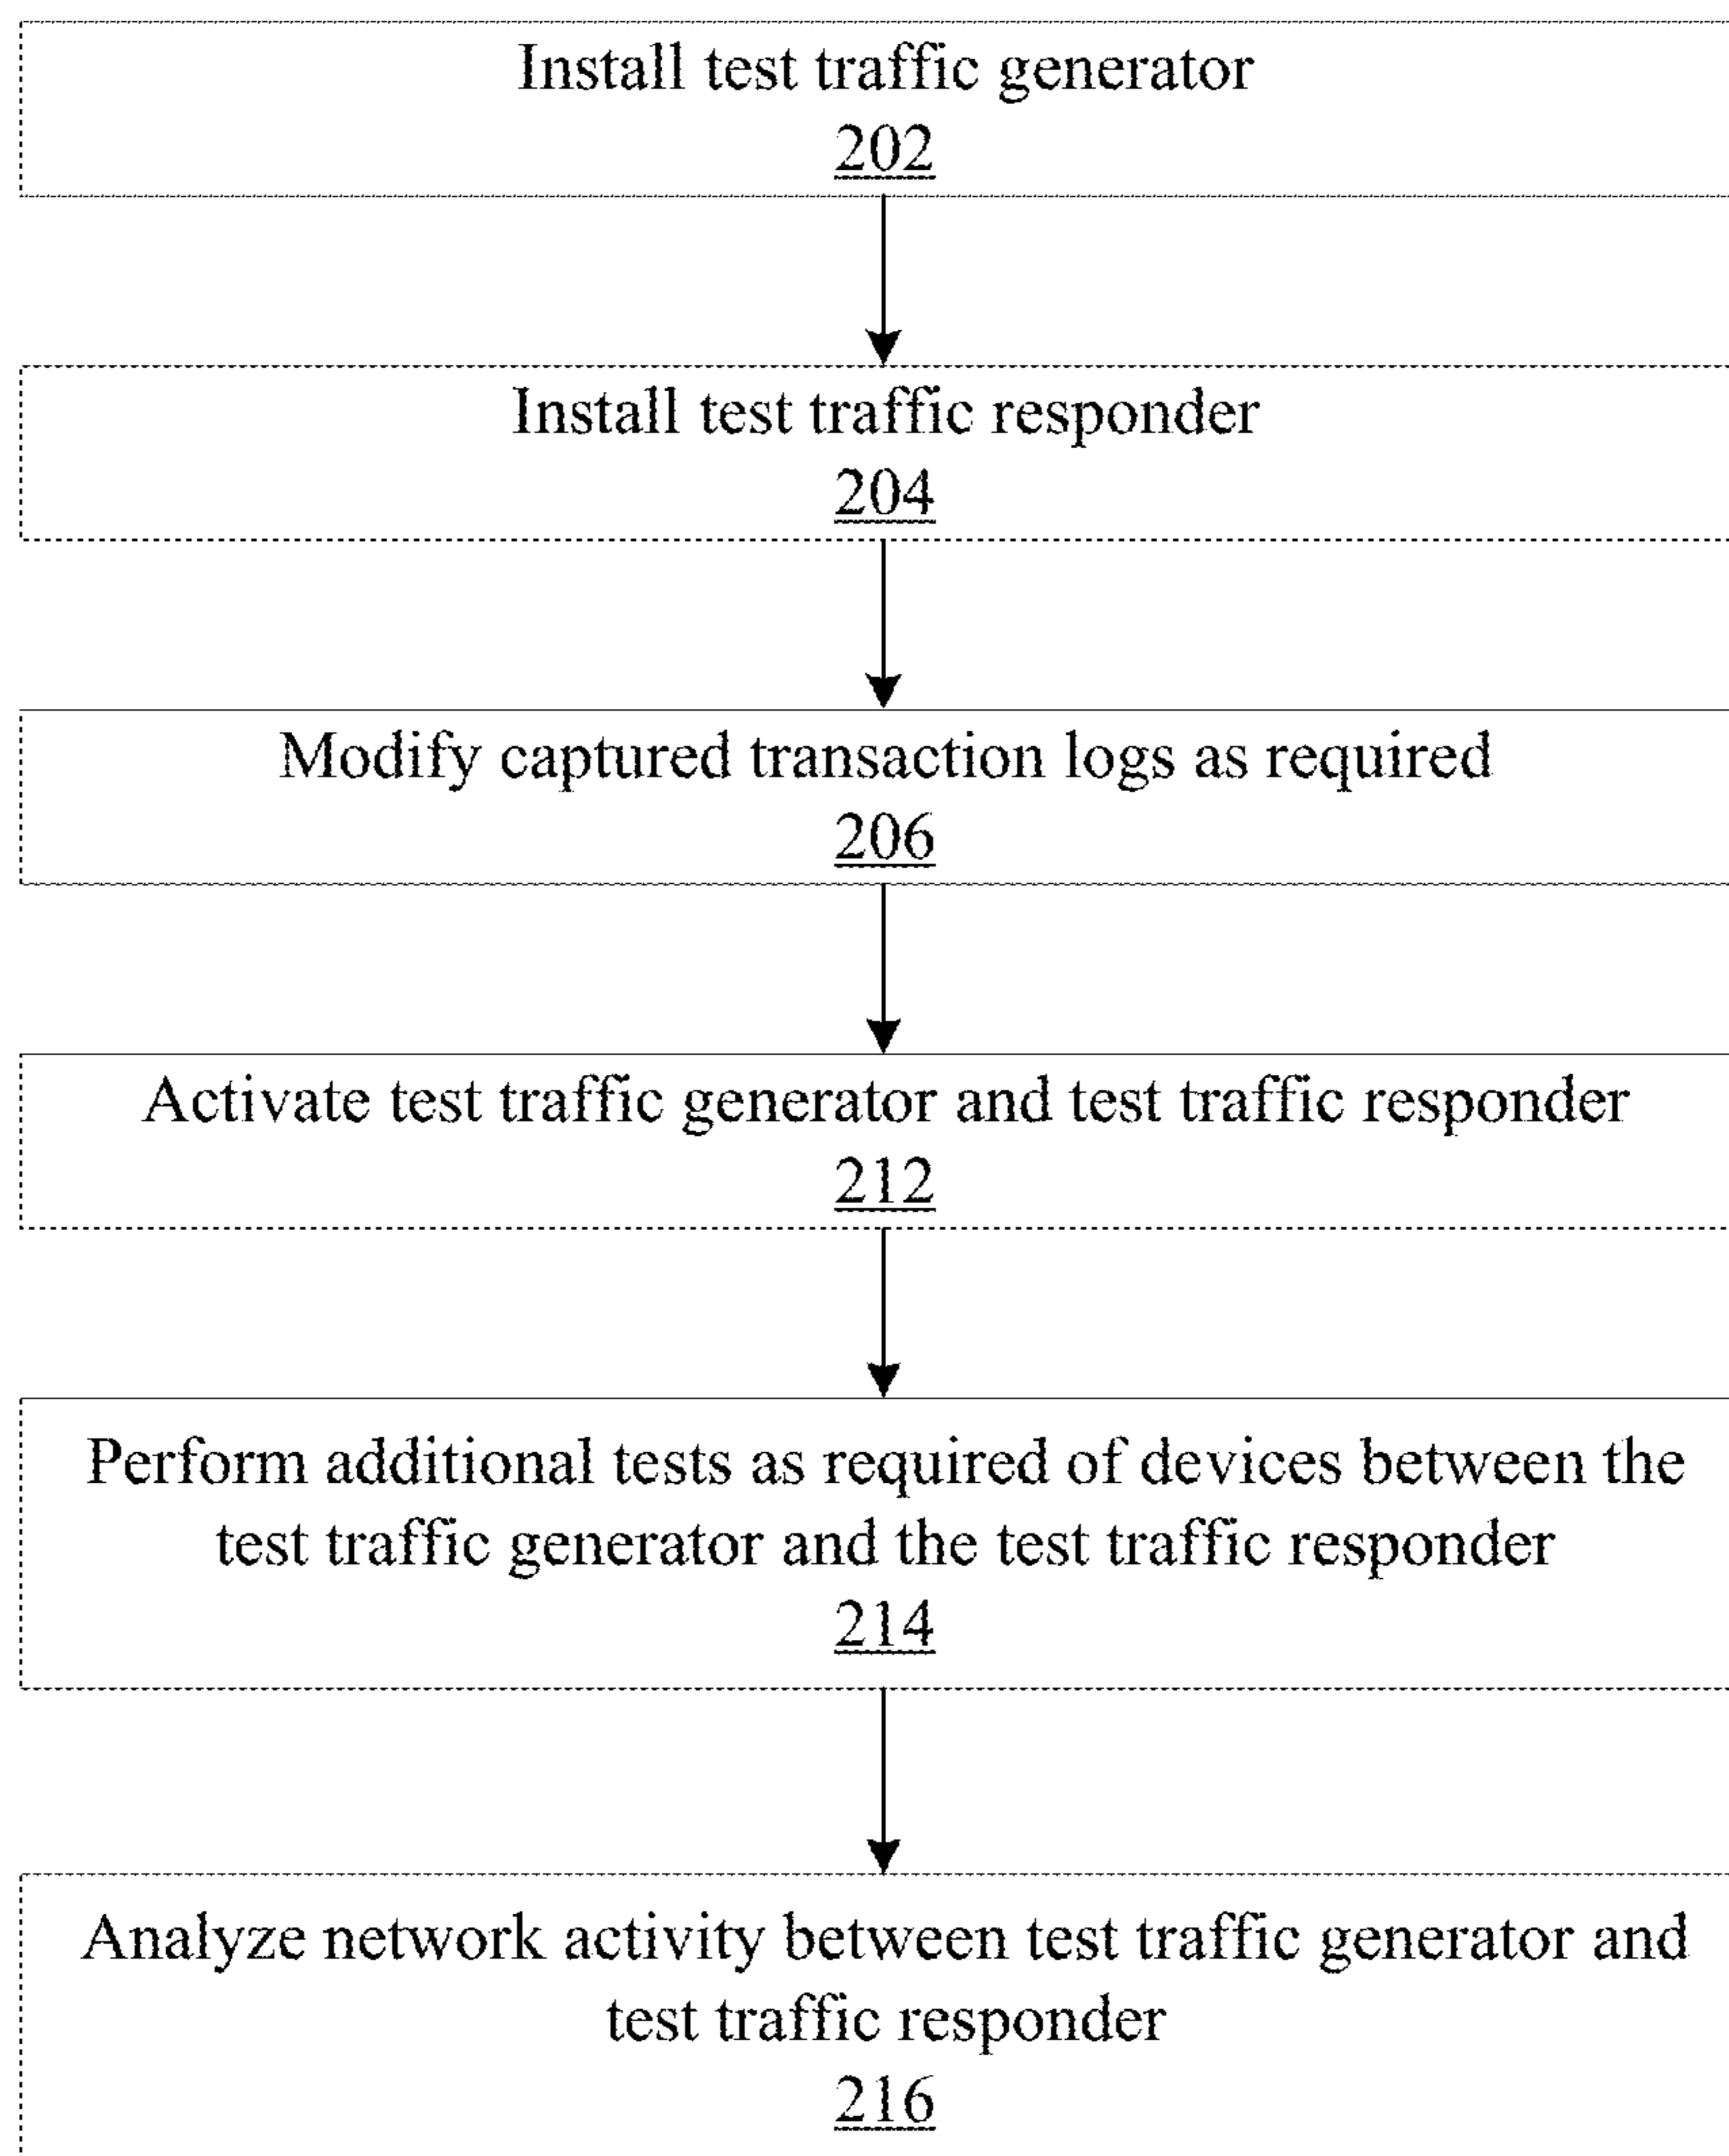 Install test traffic generator
202
Install test traffic responder
204
Modify captured transaction logs as required
206
Activate test traffic generator and test traffic responder
212
Perform additional tests as required of devices between the
test traffic generator and the test traffic responder
214
Analyze network activity between test traffic generator and
test traffic responder
216